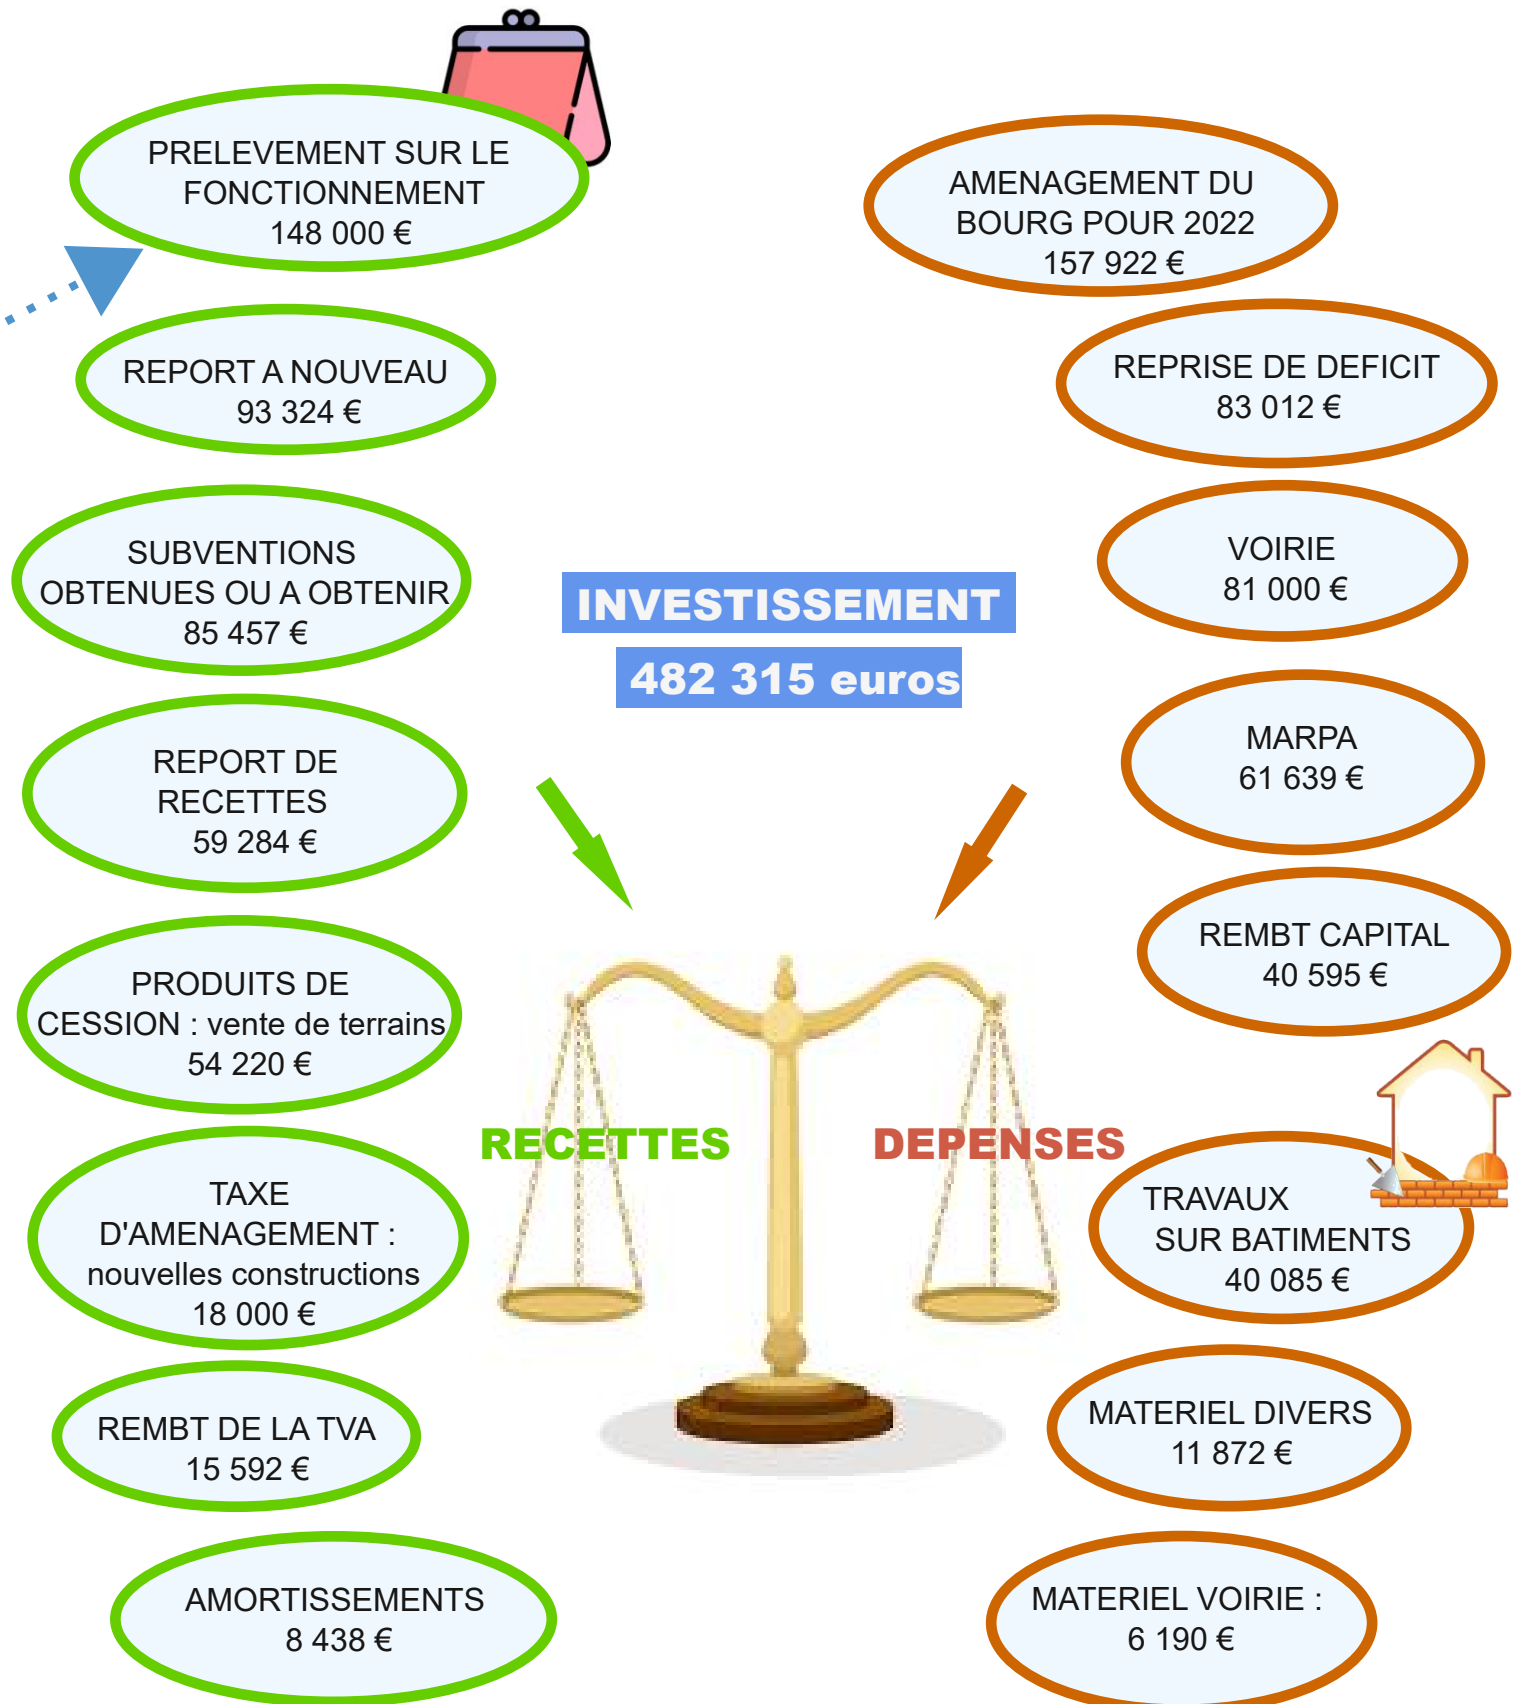 PRELEVEMENT SUR LE
FONCTIONNEMENT
148 000 €
REPORT A NOUVEAU
93 324 €
SUBVENTIONS
OBTENUES OU A OBTENIR
85 457 €
REPORT DE
RECETTES
59 284 €
PRODUITS DE
CESSION : vente de terrains
54 220 €
TAXE
D'AMENAGEMENT :
nouvelles constructions
18 000 €
REMBT DE LA TVA
15 592 €
AMORTISSEMENTS
8 438 €
INVESTISSEMENT
482 315 euros
RECETTES
DEPENSES
AMENAGEMENT DU
BOURG POUR 2022
157 922 €
REPRISE DE DEFICIT
83 012 €
VOIRIE
81 000 €
MARPA
61 639 €
REMBT CAPITAL
40 595 €
TRAVAUX
SUR BATIMENTS
40 085 €
MATERIEL DIVERS
11 872 €
MATERIEL VOIRIE :
6 190 €